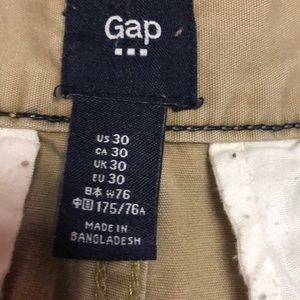 Gap
US 30
CA 30
UK 30
EU 30
日本 W76
中国 175/76A
MADE IN
BANGLADESH